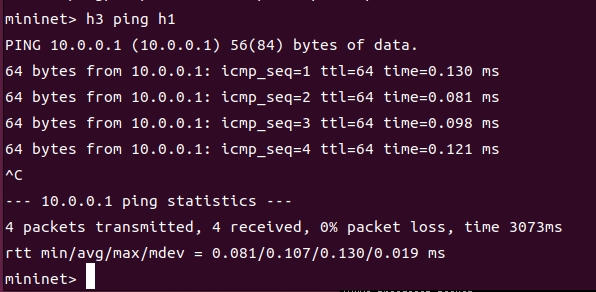 mininet> h3 ping h1
PING 10.0.0.1 (10.0.0.1) 56(84) bytes of data.
64 bytes from 10.0.0.1: icmp_seq=1 ttl=64 time=0.130 ms
64 bytes from 10.0.0.1: icmp_seq=2 ttl=64 time=0.081 ms
64 bytes from 10.0.0.1: icmp_seq=3 ttl=64 time=0.098 ms
64 bytes from 10.0.0.1: icmp_seq=4 ttl=64 time=0.121 ms
^C
--- 10.0.0.1 ping statistics ---
4 packets transmitted, 4 received, 0% packet loss, time 3073ms
rtt min/avg/max/mdev = 0.081/0.107/0.130/0.019 ms
mininet>